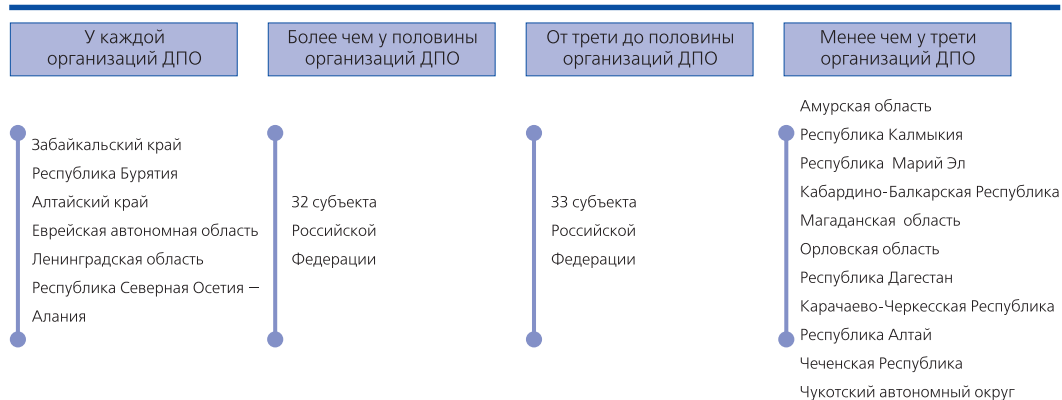 У каждой
организаций ДПО
Более чем у половины
организаций ДПО
От трети до половины
организаций ДПО
Менее чем у трети
организаций ДПО
Забайкальский край
Республика Бурятия
Алтайский край
Еврейская автономная область
Ленинградская область
Республика Северная Осетия —
Алания
32 субъекта
Российской
Федерации
33 субъекта
Российской
Федерации
Амурская область
Республика Калмыкия
Республика Марий Эл
Кабардино-Балкарская Республика
Магаданская область
Орловская область
Республика Дагестан
Карачаево-Черкесская Республика
Республика Алтай
Чеченская Республика
Чукотский автономный округ